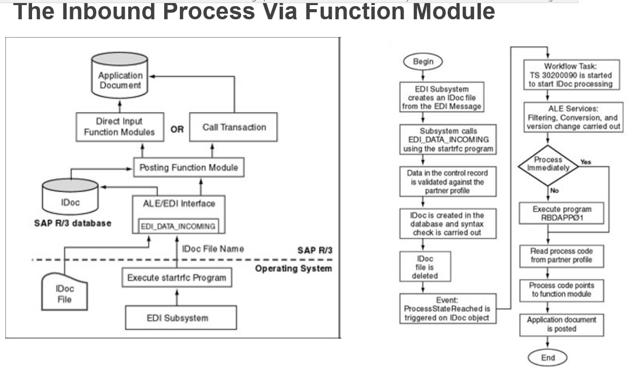 The Inbound Process Via Function Module
Application
Document
Direct Input
Function Modules
OR
Call Transaction
Posting Function Module
IDoc
SAP R/3 database
ALE/EDI Interface
EDI_DATA_INCOMING
IDoc File Name
SAP R/3
Operating System
IDoc
File
Execute startrfc Program
EDI Subsystem
Begin
EDI Subsystem
creates an IDoc file
from the EDI Message
Subsystem calls
EDI_DATA_INCOMING
using the startrfc program
Data in the control record
is validated against the
partner profile
IDoc is created in the
database and syntax
check is carried out
IDoc
file is
deleted
Event:
ProcessStateReached is
triggered on IDoc object
Workflow Task:
TS 30200090 is started
to start IDoc processing
ALE Services:
Filtering, Conversion, and
version change carried out
Process
Immediately
Yes
No
Execute program
RBDAPPØ1
Read process code
from partner profile
Process code points
to function module
Application document
is posted
End